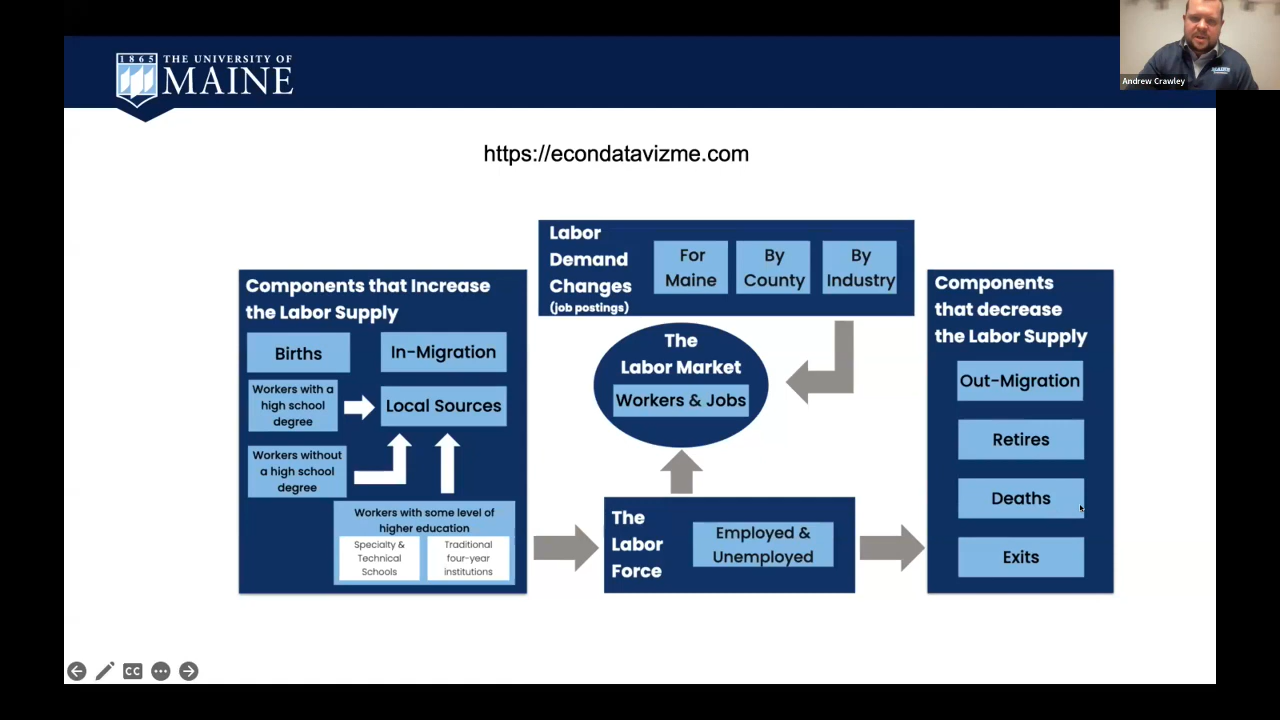 1865
THE UNIVERSITY OF
MAINE
Andrew Crawley
https://econdatavizme.com
Components that Increase
the Labor Supply
Births
In-Migration
Workers with a
high school
degree
Local Sources
Workers without
a high school
degree
Workers with some level of
higher education
Specialty &
Technical
Schools
Traditional
four-year
institutions
Labor
Demand
Changes
(job postings)
For
Maine
By
County
By
Industry
The
Labor Market
Workers & Jobs
The
Labor
Force
Employed &
Unemployed
Components
that decrease
the Labor Supply
Out-Migration
Retires
Deaths
Exits
CC